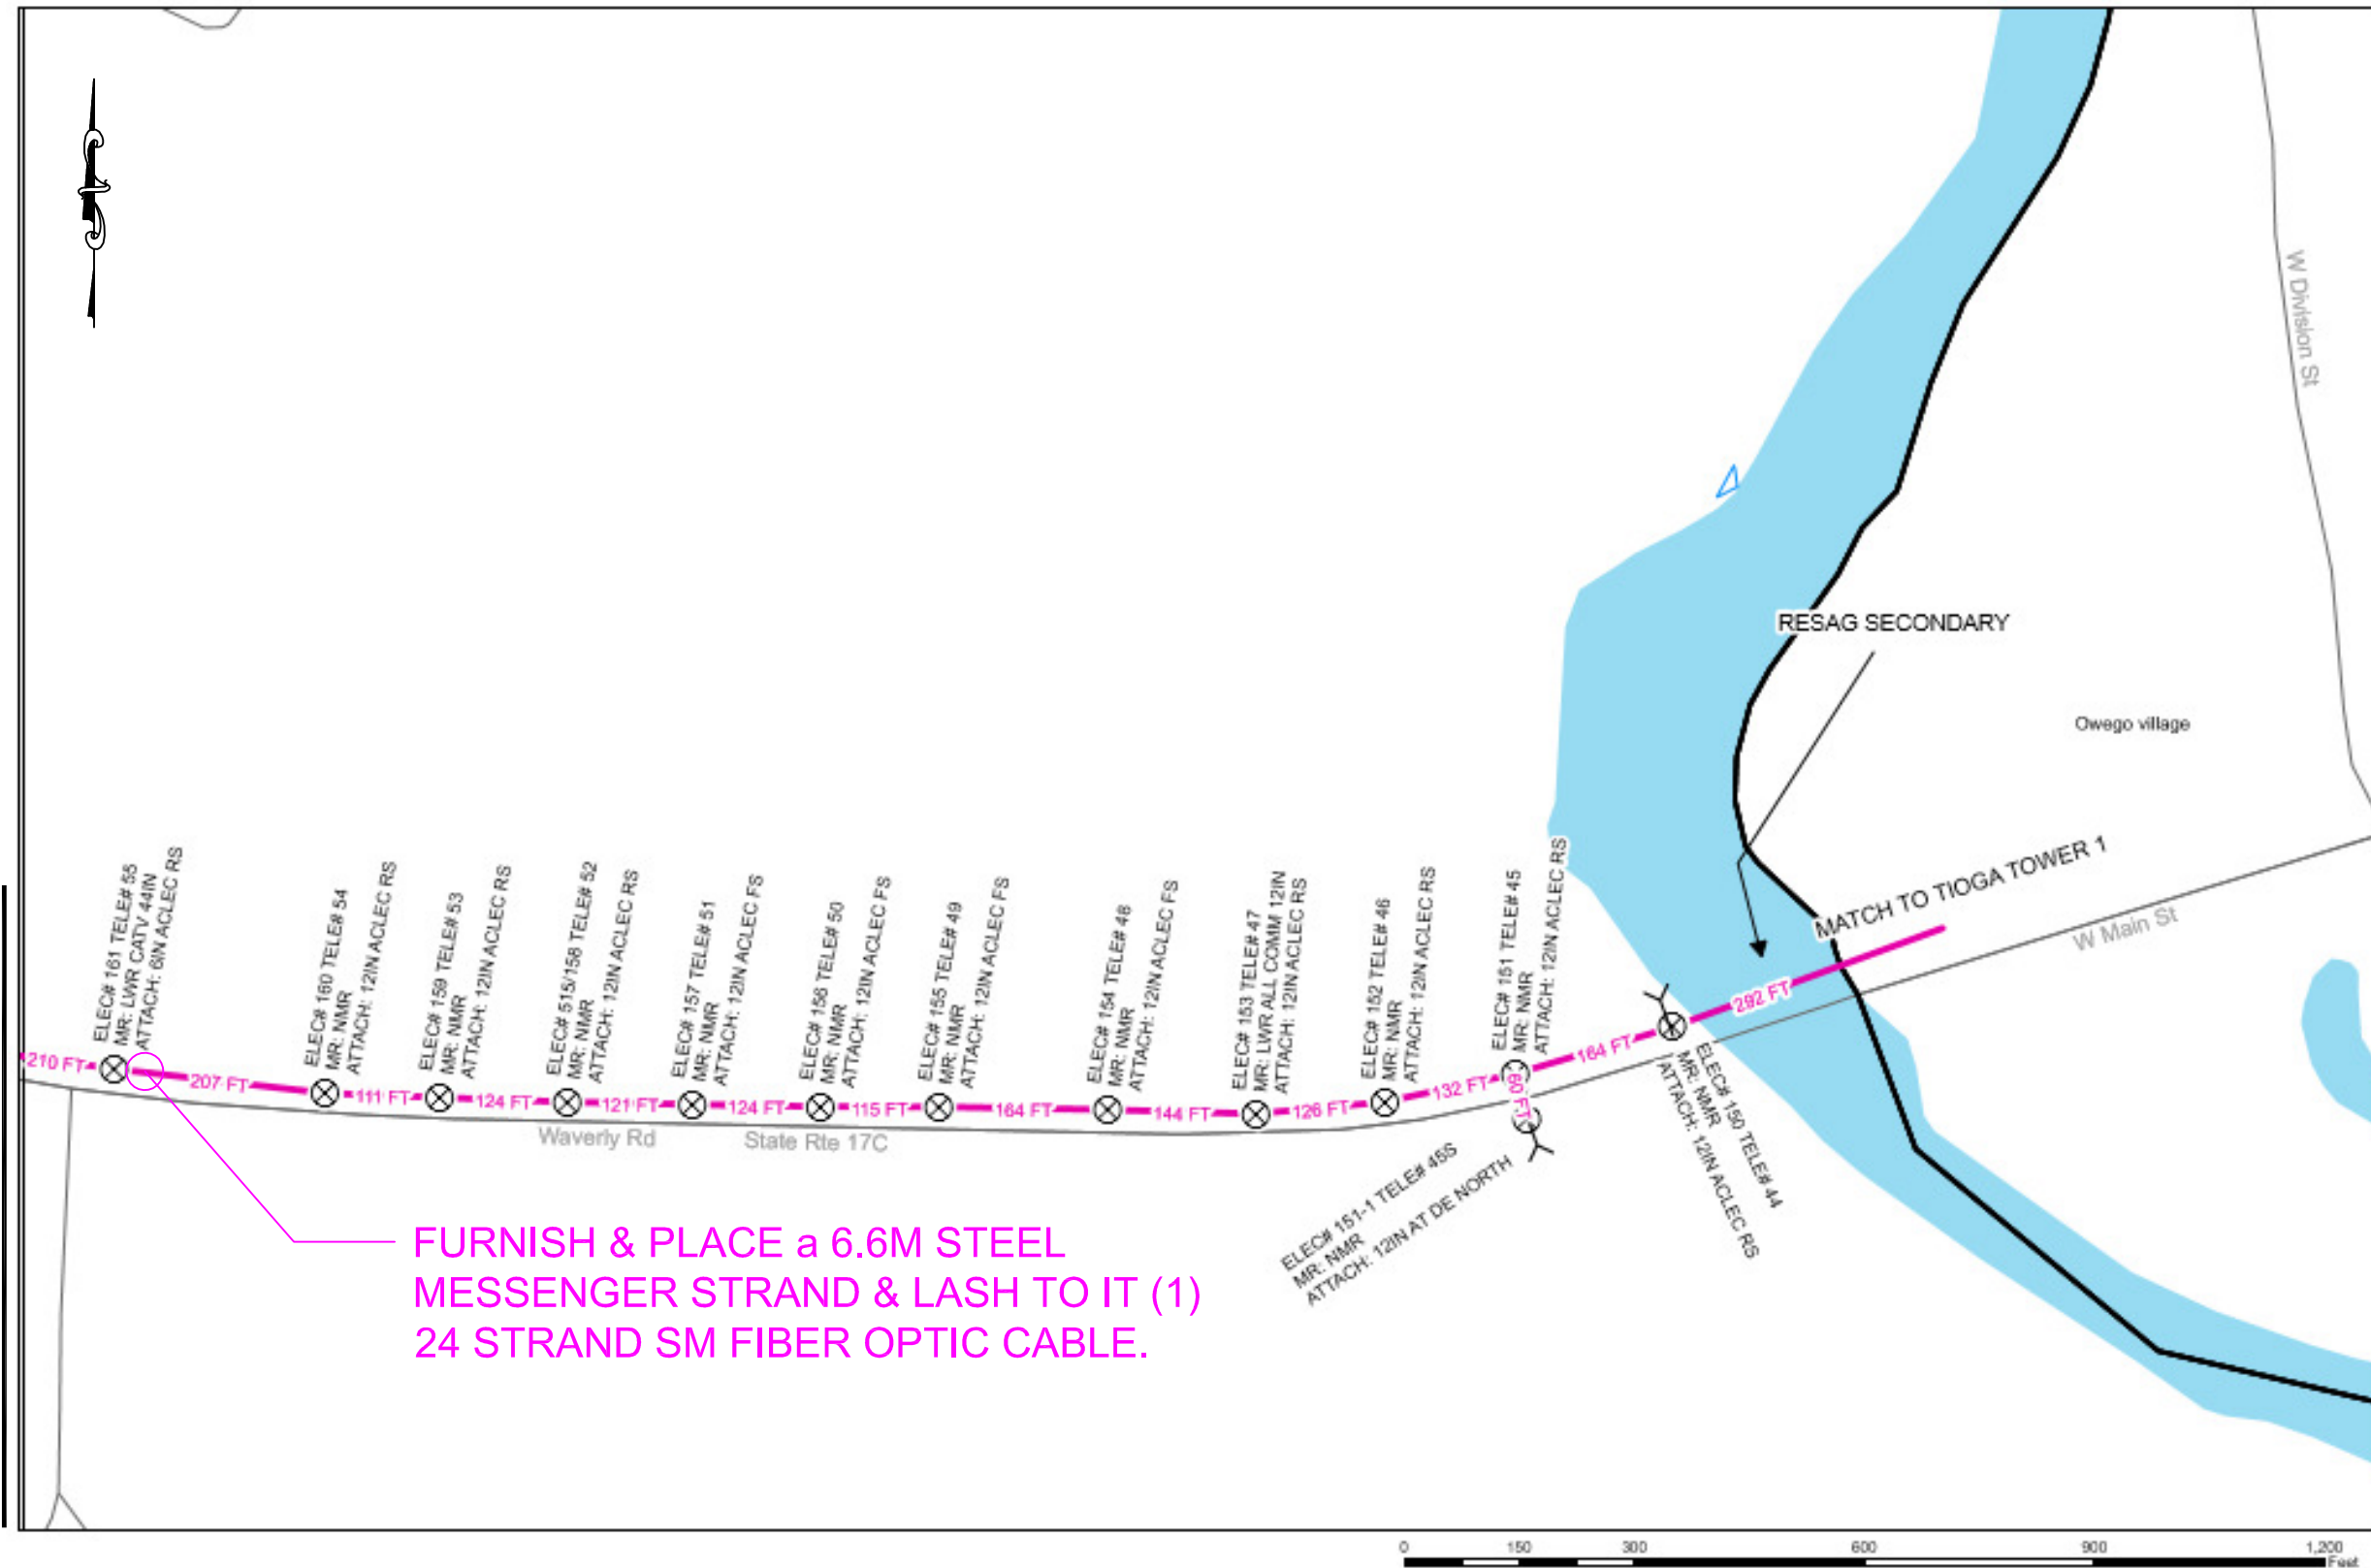 W Division St
RESAG SECONDARY
Owego village
MATCH TO TIOGA TOWER 1
W Main St
ELEC# 161 TELE# 55
MR: LWR CATV 44IN
ATTACH: 6IN ACLEC RS
ELEC# 160 TELE# 54
MR: NMR
ATTACH: 12IN ACLEC RS
ELEC# 159 TELE# 53
MR: NMR
ATTACH: 12IN ACLEC RS
ELEC# 515/158 TELE# 52
MR: NMR
ATTACH: 12IN ACLEC RS
ELEC# 157 TELE# 51
MR: NMR
ATTACH: 12IN ACLEC FS
ELEC# 156 TELE# 50
MR: NMR
ATTACH: 12IN ACLEC FS
ELEC# 155 TELE# 49
MR: NMR
ATTACH: 12IN ACLEC FS
ELEC# 154 TELE# 48
MR: NMR
ATTACH: 12IN ACLEC FS
ELEC# 153 TELE# 47
MR: LWR ALL COMM 12IN
ATTACH: 12IN ACLEC RS
ELEC# 152 TELE# 46
MR: NMR
ATTACH: 12IN ACLEC RS
ELEC# 151 TELE# 45
MR: NMR
ATTACH: 12IN ACLEC RS
210 FT
207 FT
111 FT
124 FT
121 FT
124 FT
115 FT
164 FT
144 FT
126 FT
132 FT
60 FT
164 FT
292 FT
ELEC# 150 TELE# 44
MR: NMR
ATTACH: 12IN ACLEC RS
Waverly Rd
State Rte 17C
ELEC# 151-1 TELE# 45S
MR: NMR
ATTACH: 12IN AT DE NORTH
FURNISH & PLACE a 6.6M STEEL
MESSENGER STRAND & LASH TO IT (1)
24 STRAND SM FIBER OPTIC CABLE.
0 150 300 600 900 1,200
Feet